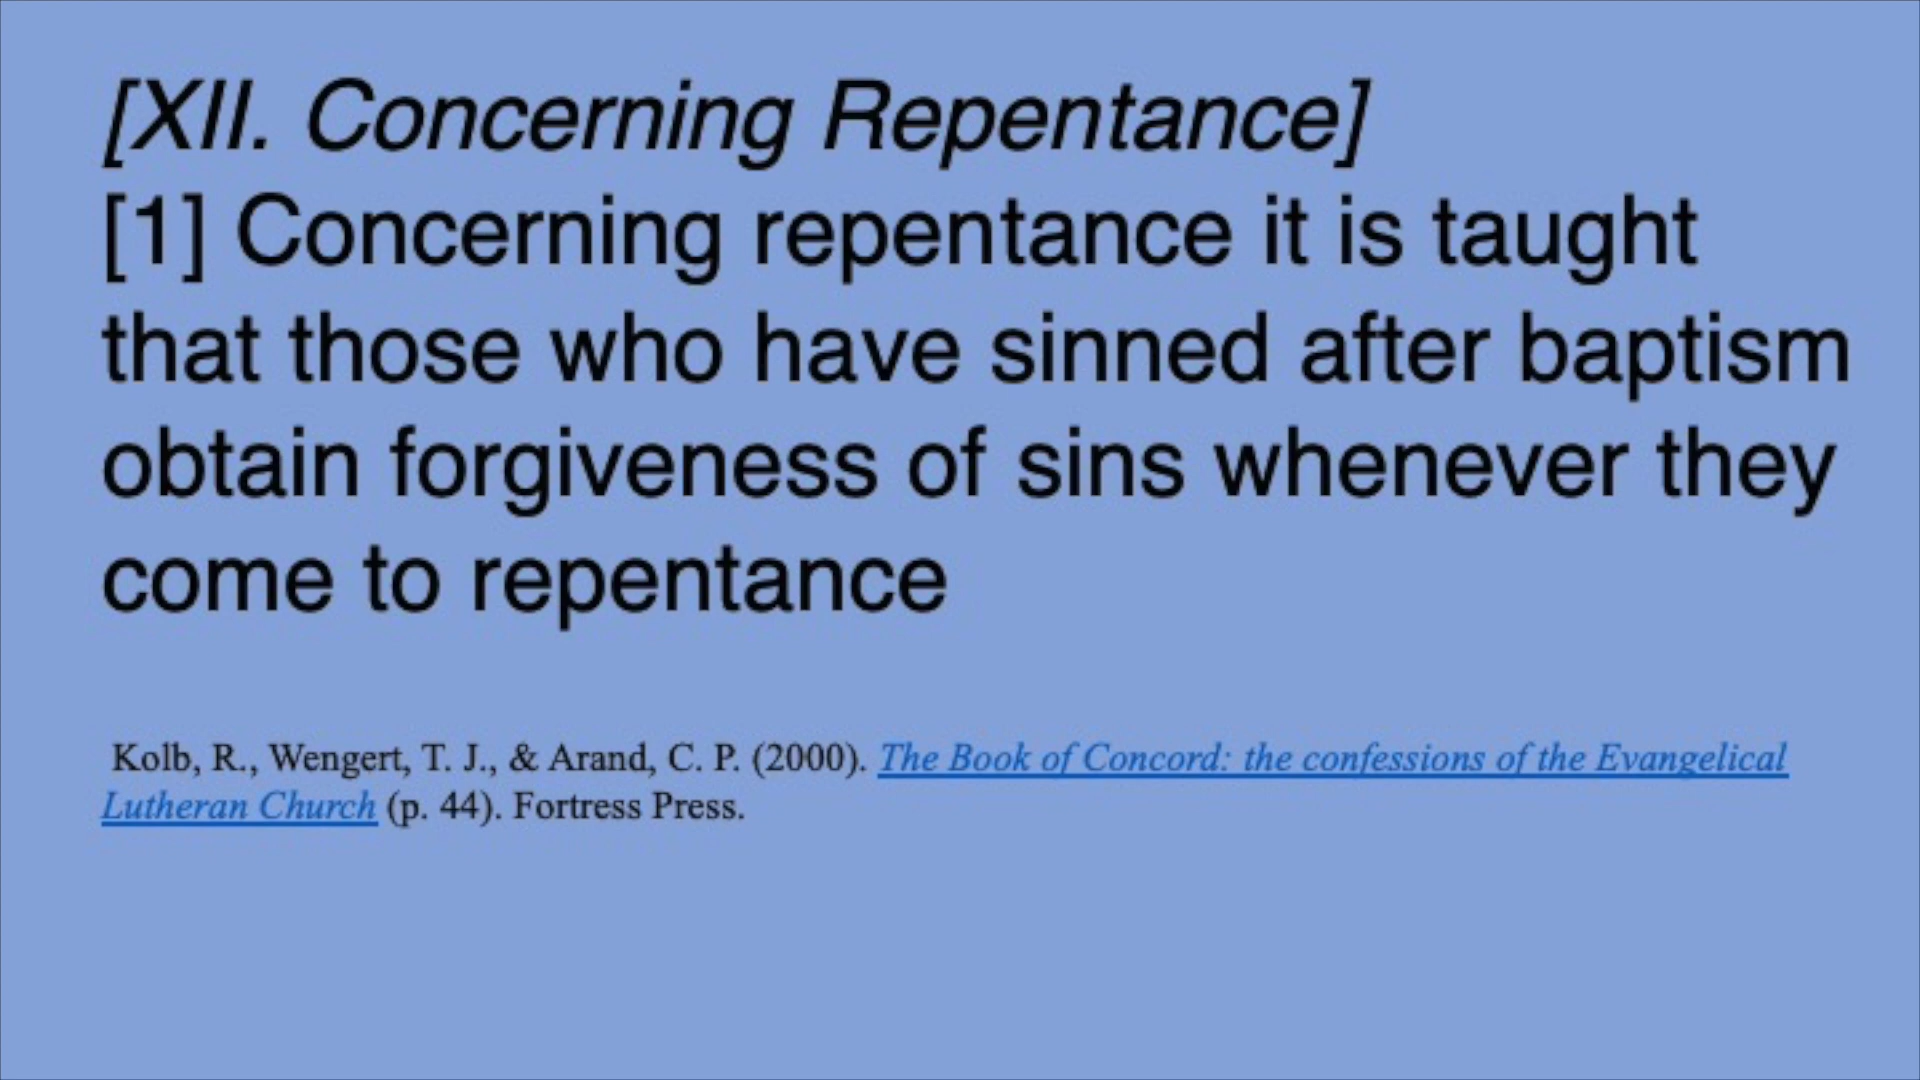 [XII. Concerning Repentance]
[1] Concerning repentance it is taught
that those who have sinned after baptism
obtain forgiveness of sins whenever they
come to repentance
Kolb, R., Wengert, T. J., & Arand, C. P. (2000). The Book of Concord: the confessions of the Evangelical
Lutheran Church (p. 44). Fortress Press.